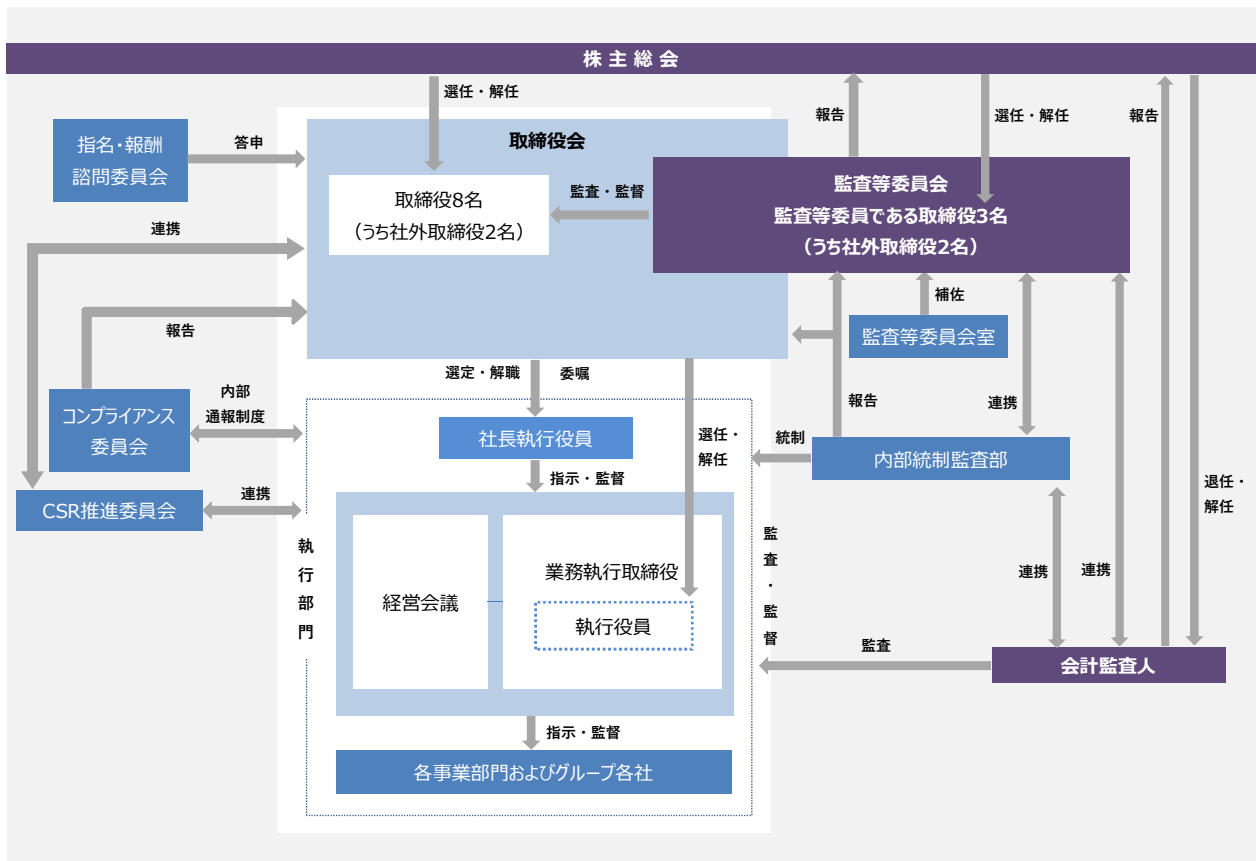 株主総会
選任・解任
報告
選任・解任
報告
指名・報酬
諮問委員会
答申
取締役会
取締役8名
（うち社外取締役2名）
監査・監督
監査等委員会
監査等委員である取締役3名
（うち社外取締役2名）
連携
報告
補佐
監査等委員会室
選定・解職
委嘱
内部
通報制度
コンプライアンス
委員会
社長執行役員
選任・
解任
統制
報告
連携
内部統制監査部
指示・監督
連携
CSR推進委員会
退任・
解任
執行部門
監査・監督
経営会議
業務執行取締役
執行役員
連携
連携
監査
会計監査人
指示・監督
各事業部門およびグループ各社